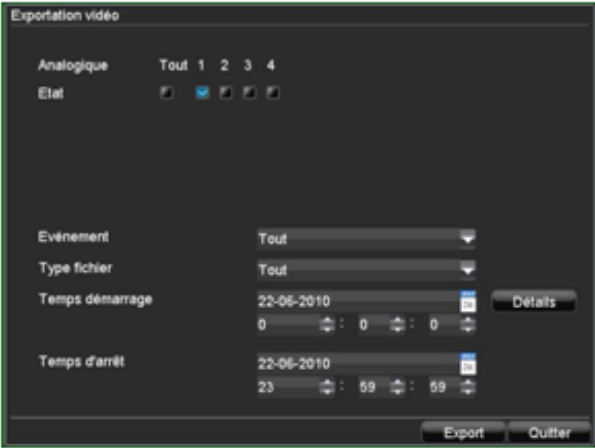 Exportation vidéo
Analogique Tout 1 2 3 4
Etat
Evénement Tout
Type fichier Tout
Temps démarrage 22-06-2010 Détails
0 : 0 : 0
Temps d'arrêt 22-06-2010
23 : 59 : 59
Export Quitter